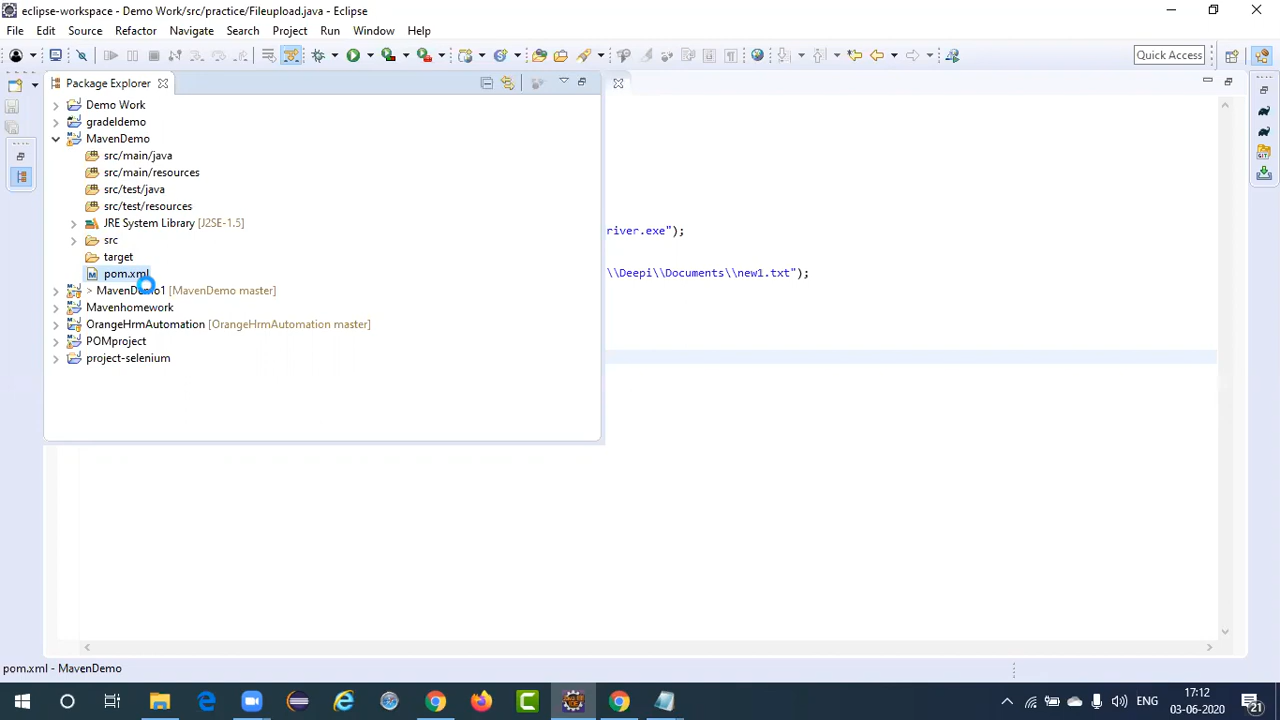 eclipse-workspace - Demo Work/src/practice/Fileupload.java - Eclipse
File Edit Source Refactor Navigate Search Project Run Window Help
Quick Access
Package Explorer
Demo Work
gradeldemo
MavenDemo
src/main/java
src/main/resources
src/test/java
src/test/resources
JRE System Library [J2SE-1.5]
river.exe");
src
target
pom.xml
\\Deepi\\Documents\\new1.txt");
> MavenDemo1 [MavenDemo master]
Mavenhomework
OrangeHrmAutomation [OrangeHrmAutomation master]
POMproject
project-selenium
pom.xml - MavenDemo
ENG
17:12
03-06-2020
21